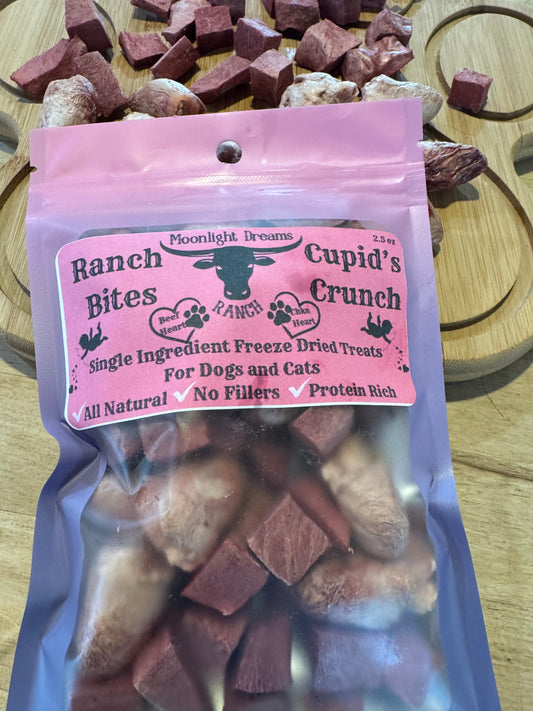 Moonlight Dreams
2.5 oz
Ranch
Bites
Cupid's
Crunch
RANCH
Beef
Heart
Chkn
Heart
Single Ingredient Freeze Dried Treats
For Dogs and Cats
All Natural No Fillers Protein Rich